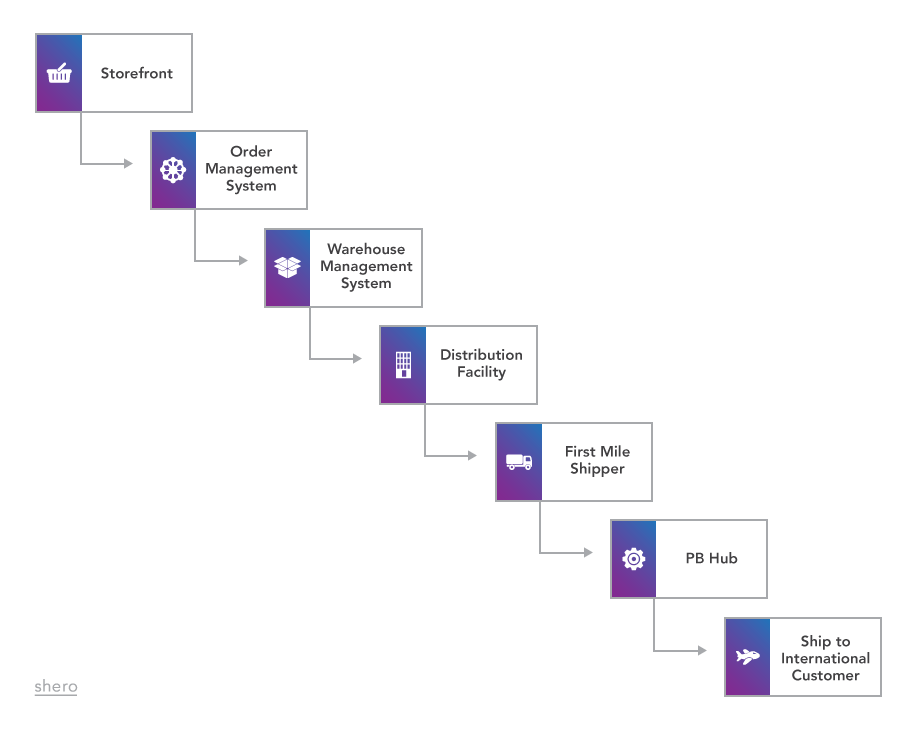 Storefront
Order
Management
System
Warehouse
Management
System
Distribution
Facility
First Mile
Shipper
PB Hub
Ship to
International
Customer
shero